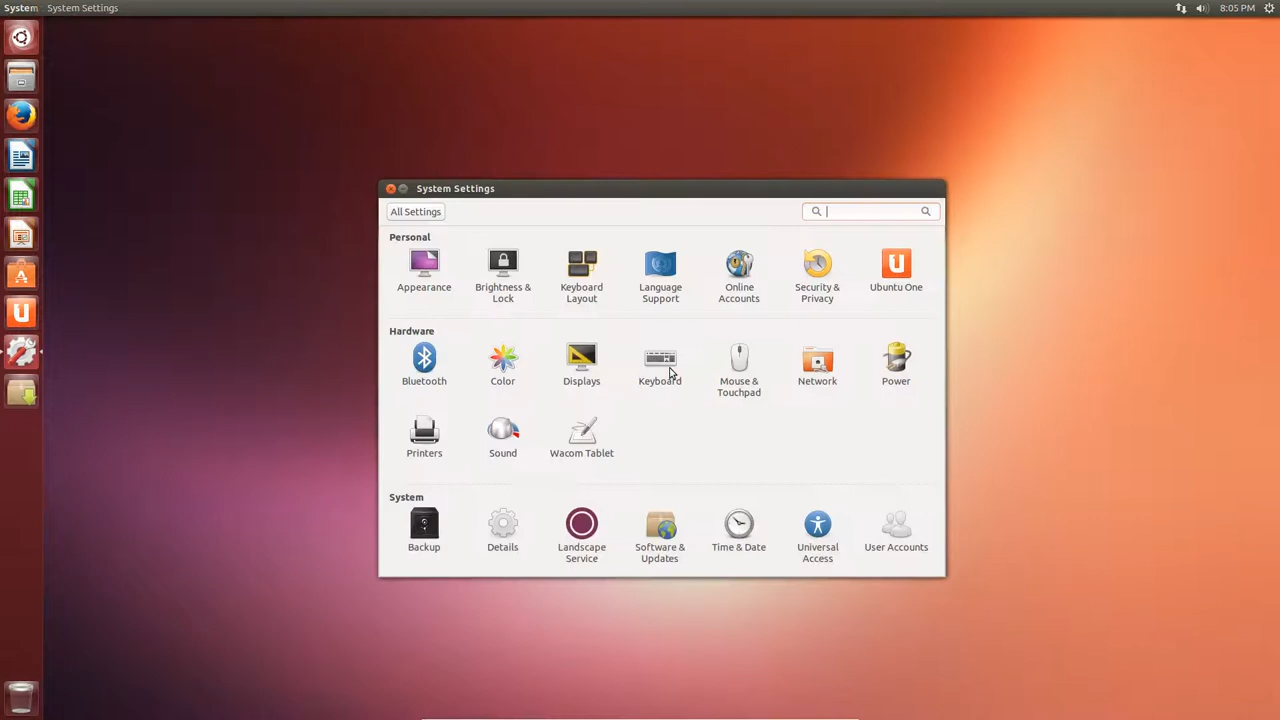 System System Settings 8:05 PM
System Settings
All Settings
Personal
Appearance
Brightness &
Lock
Keyboard
Layout
Language
Support
Online
Accounts
Security &
Privacy
Ubuntu One
Hardware
Bluetooth
Color
Displays
Keyboard
Mouse &
Touchpad
Network
Power
Printers
Sound
Wacom Tablet
System
Backup
Details
Landscape
Service
Software &
Updates
Time & Date
Universal
Access
User Accounts